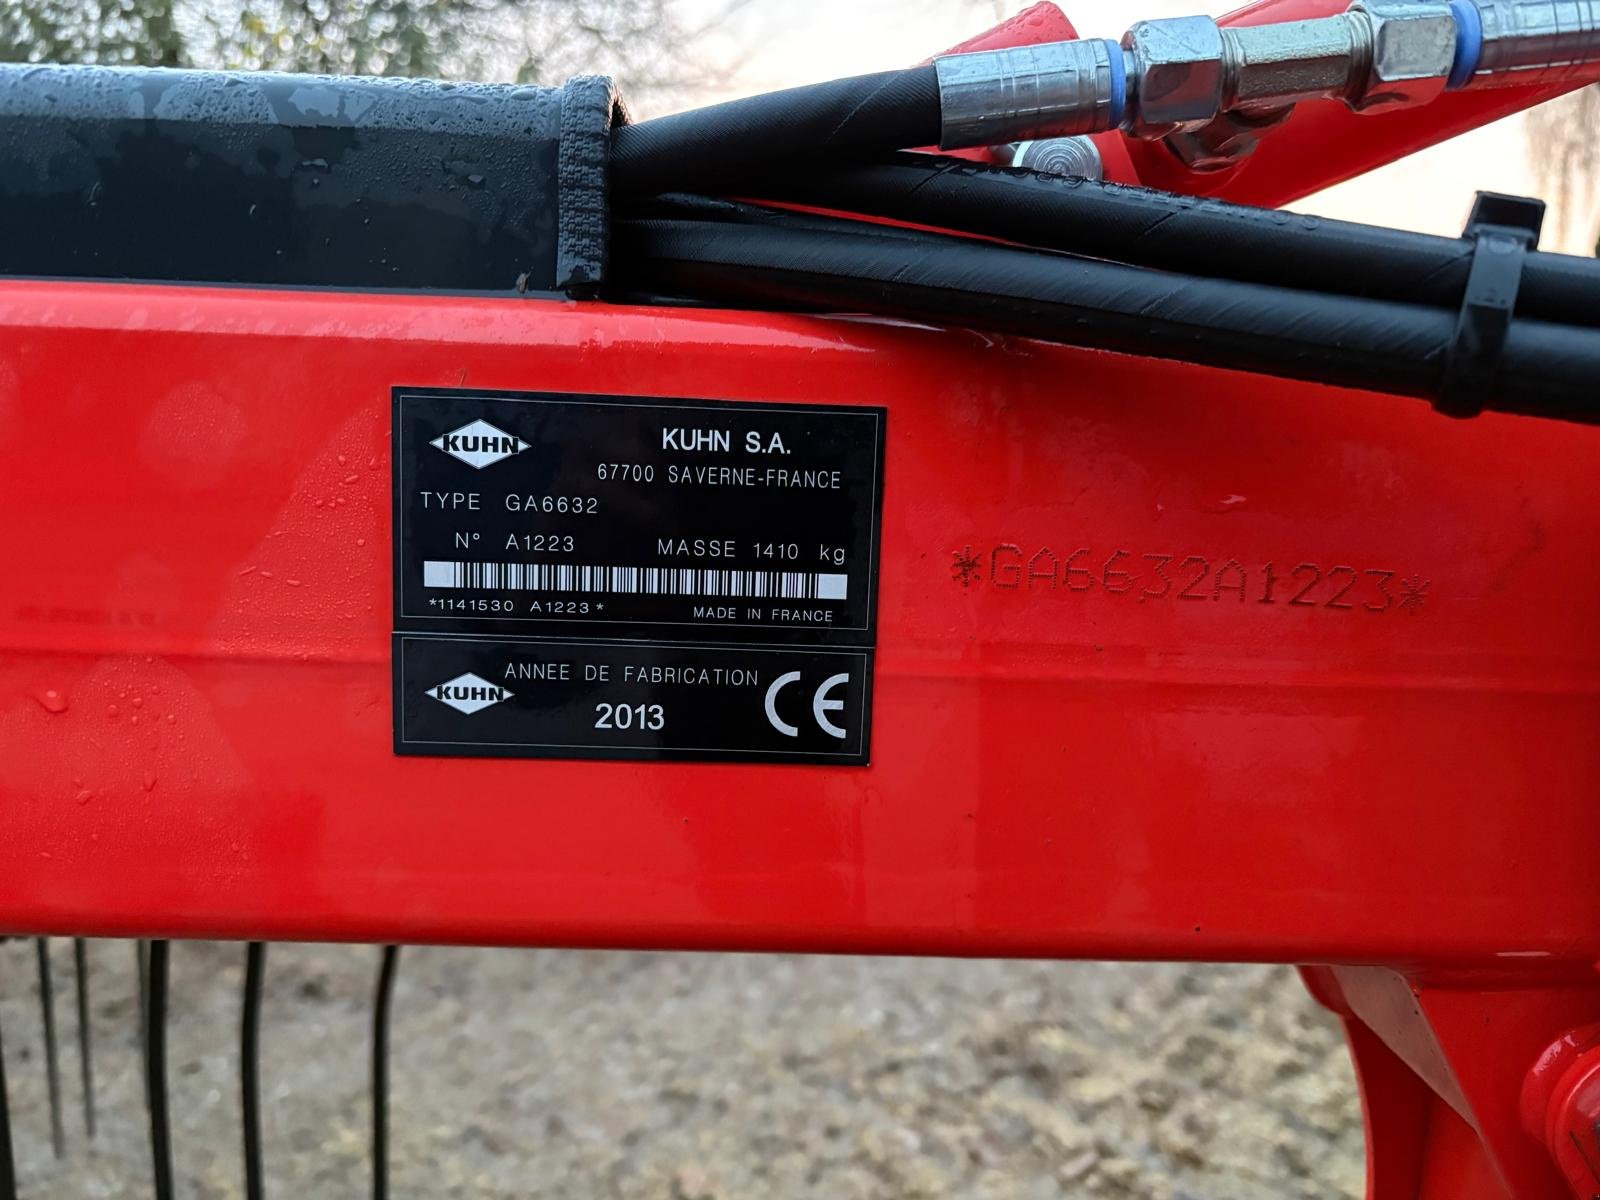 KUHN
KUHN S.A.
67700 SAVERNE-FRANCE
TYPE GA6632
N° A1223 MASSE 1410 kg
*1141530 A1223*
MADE IN FRANCE
KUHN
ANNEE DE FABRICATION
2013
CE
*GA6632A1223*